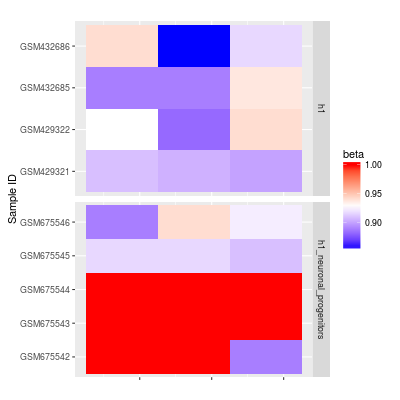 GSM432686
GSM432685
GSM429322
GSM429321
h1
Sample ID
GSM675546
GSM675545
GSM675544
GSM675543
GSM675542
h1_neuronal_progenitors
beta
1.00
0.95
0.90